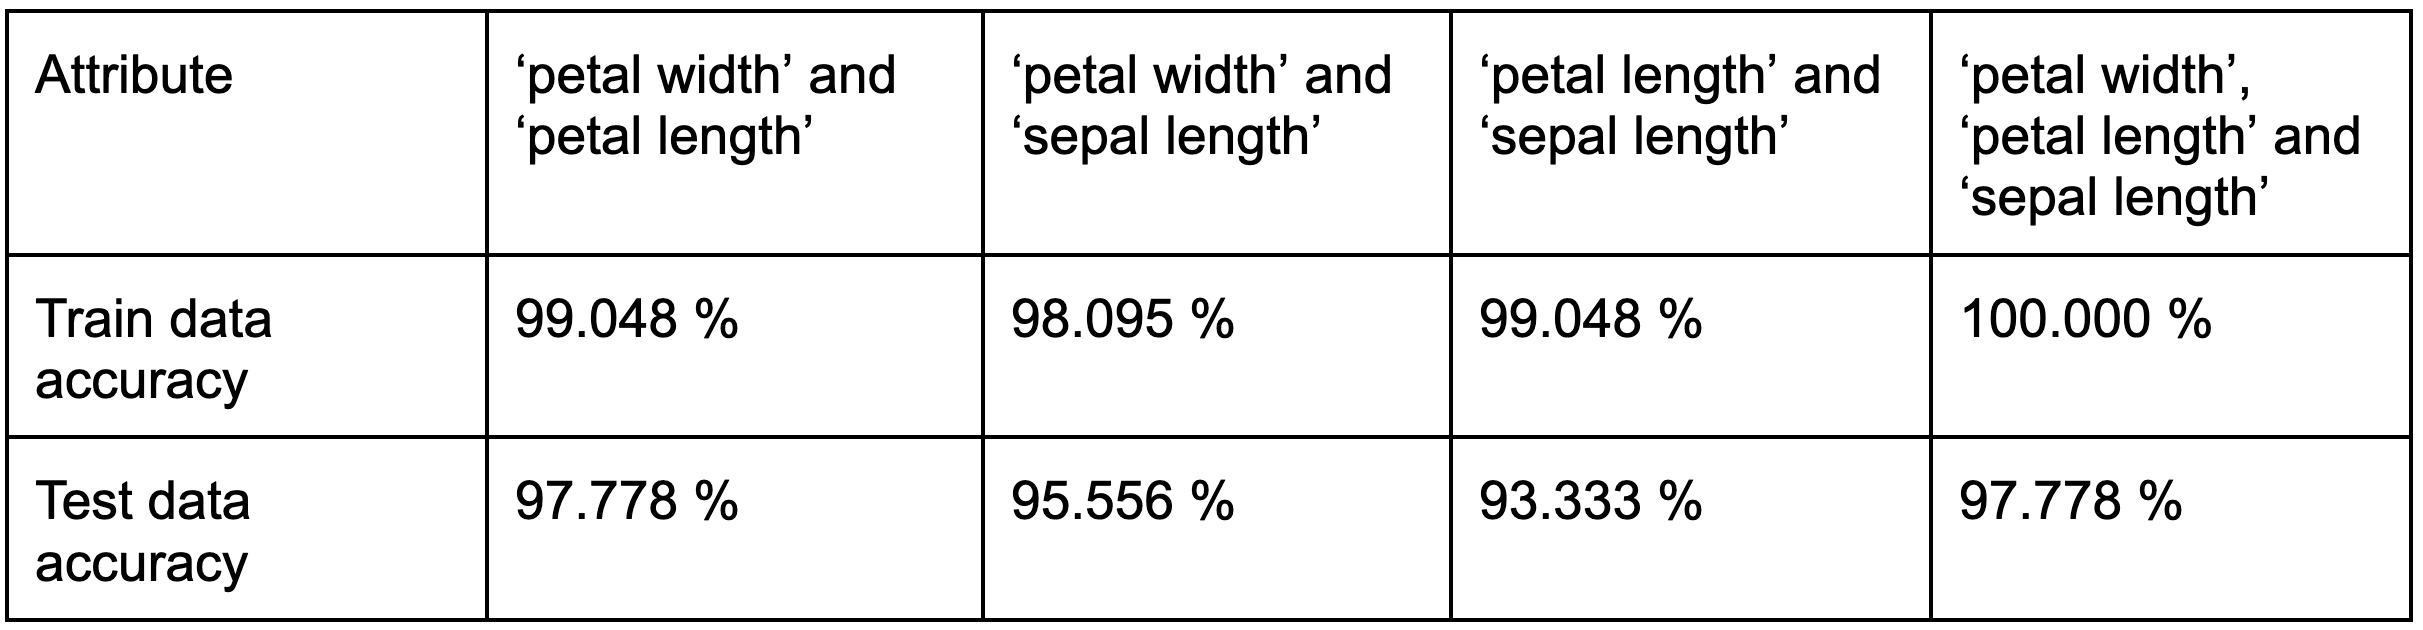 Attribute
‘petal width’ and
‘petal length’
‘petal width’ and
‘sepal length’
‘petal length’ and
‘sepal length’
‘petal width’,
‘petal length’ and
‘sepal length’
Train data
accuracy
99.048 %
98.095 %
99.048 %
100.000 %
Test data
accuracy
97.778 %
95.556 %
93.333 %
97.778 %